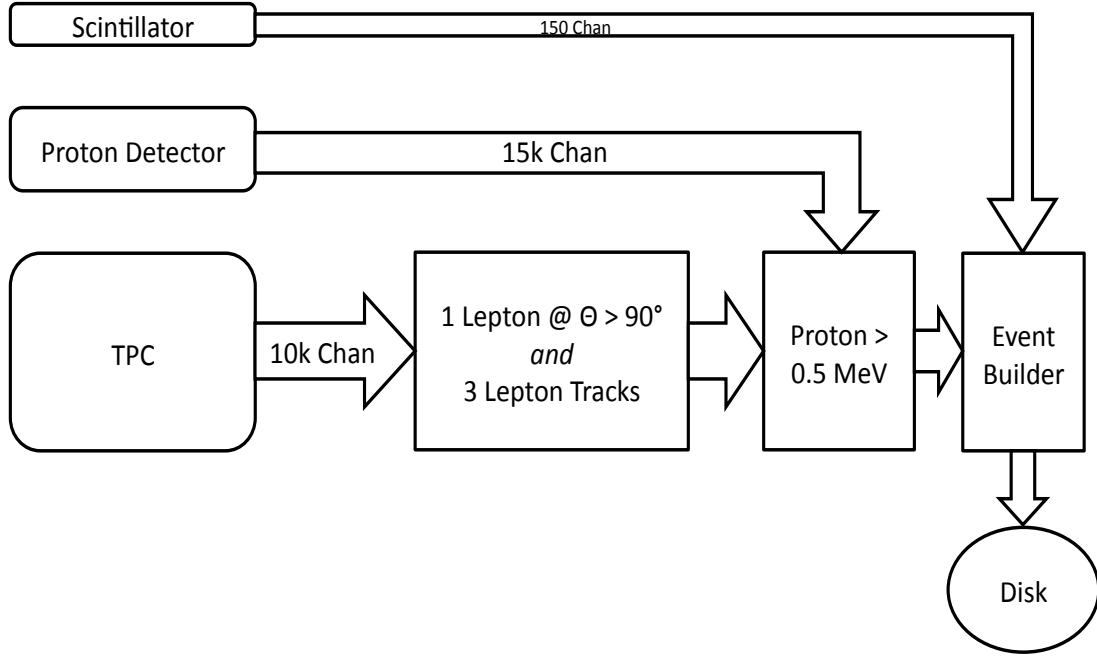 Scintillator
150 Chan
Proton Detector
15k Chan
TPC
10k Chan
1 Lepton @ Θ > 90°
and
3 Lepton Tracks
Proton >
0.5 MeV
Event
Builder
Disk